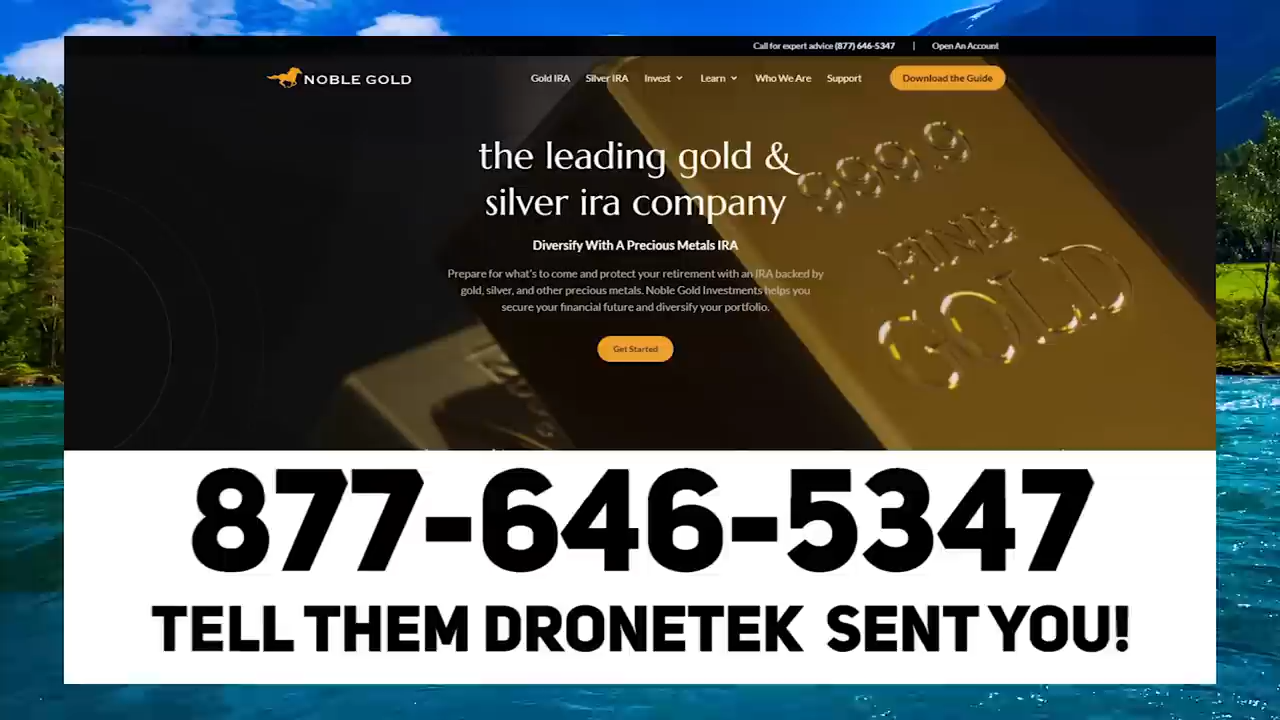 Call for expert advice (877) 646-5347 | Open An Account
NOBLE GOLD
Gold IRA Silver IRA Invest Learn Who We Are Support Download the Guide
the leading gold &
silver ira company
Diversify With A Precious Metals IRA
Prepare for what's to come and protect your retirement with an IRA backed by
gold, silver, and other precious metals. Noble Gold Investments helps you
secure your financial future and diversify your portfolio.
Get Started
999.9
FINE
GOLD
877-646-5347
TELL THEM DRONETEK SENT YOU!